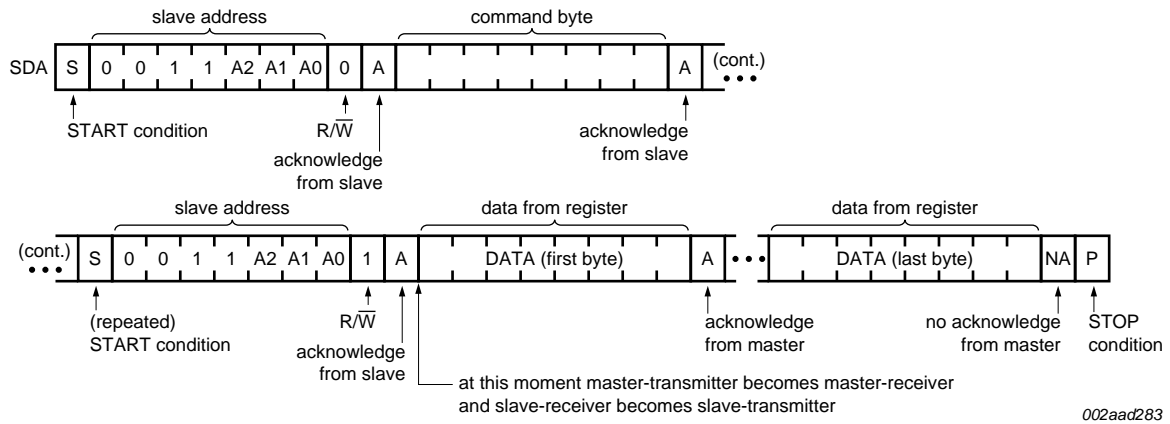 slave address command byte
SDA S 0 0 1 1 A2 A1 A0 0 A A (cont.)
START condition R/W̅ acknowledge from slave acknowledge from slave
slave address data from register data from register
(cont.) S 0 0 1 1 A2 A1 A0 1 A DATA (first byte) A DATA (last byte) NA P
(repeated)
START condition
R/W̅
acknowledge
from slave
acknowledge
from master
no acknowledge
from master
STOP
condition
at this moment master-transmitter becomes master-receiver
and slave-receiver becomes slave-transmitter
002aad283